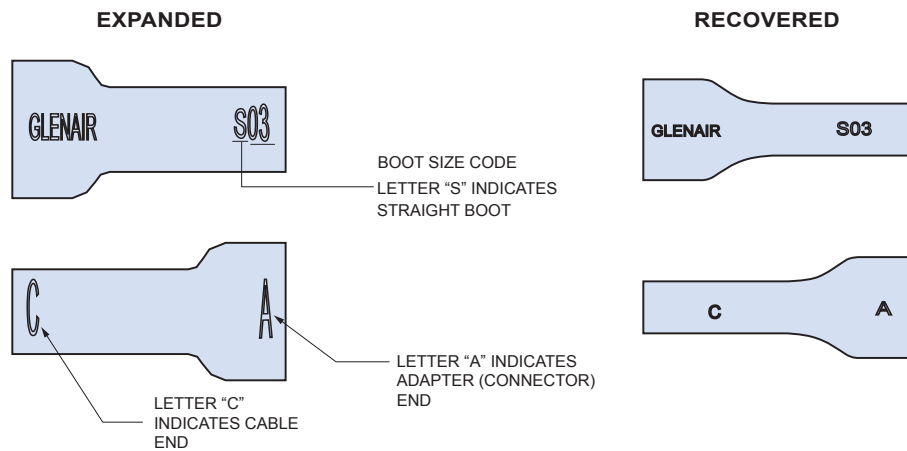 EXPANDED
RECOVERED
GLENAIR
S03
BOOT SIZE CODE
LETTER “S” INDICATES
STRAIGHT BOOT
GLENAIR
S03
C
A
LETTER “A” INDICATES
ADAPTER (CONNECTOR)
END
LETTER “C”
INDICATES CABLE
END
C
A